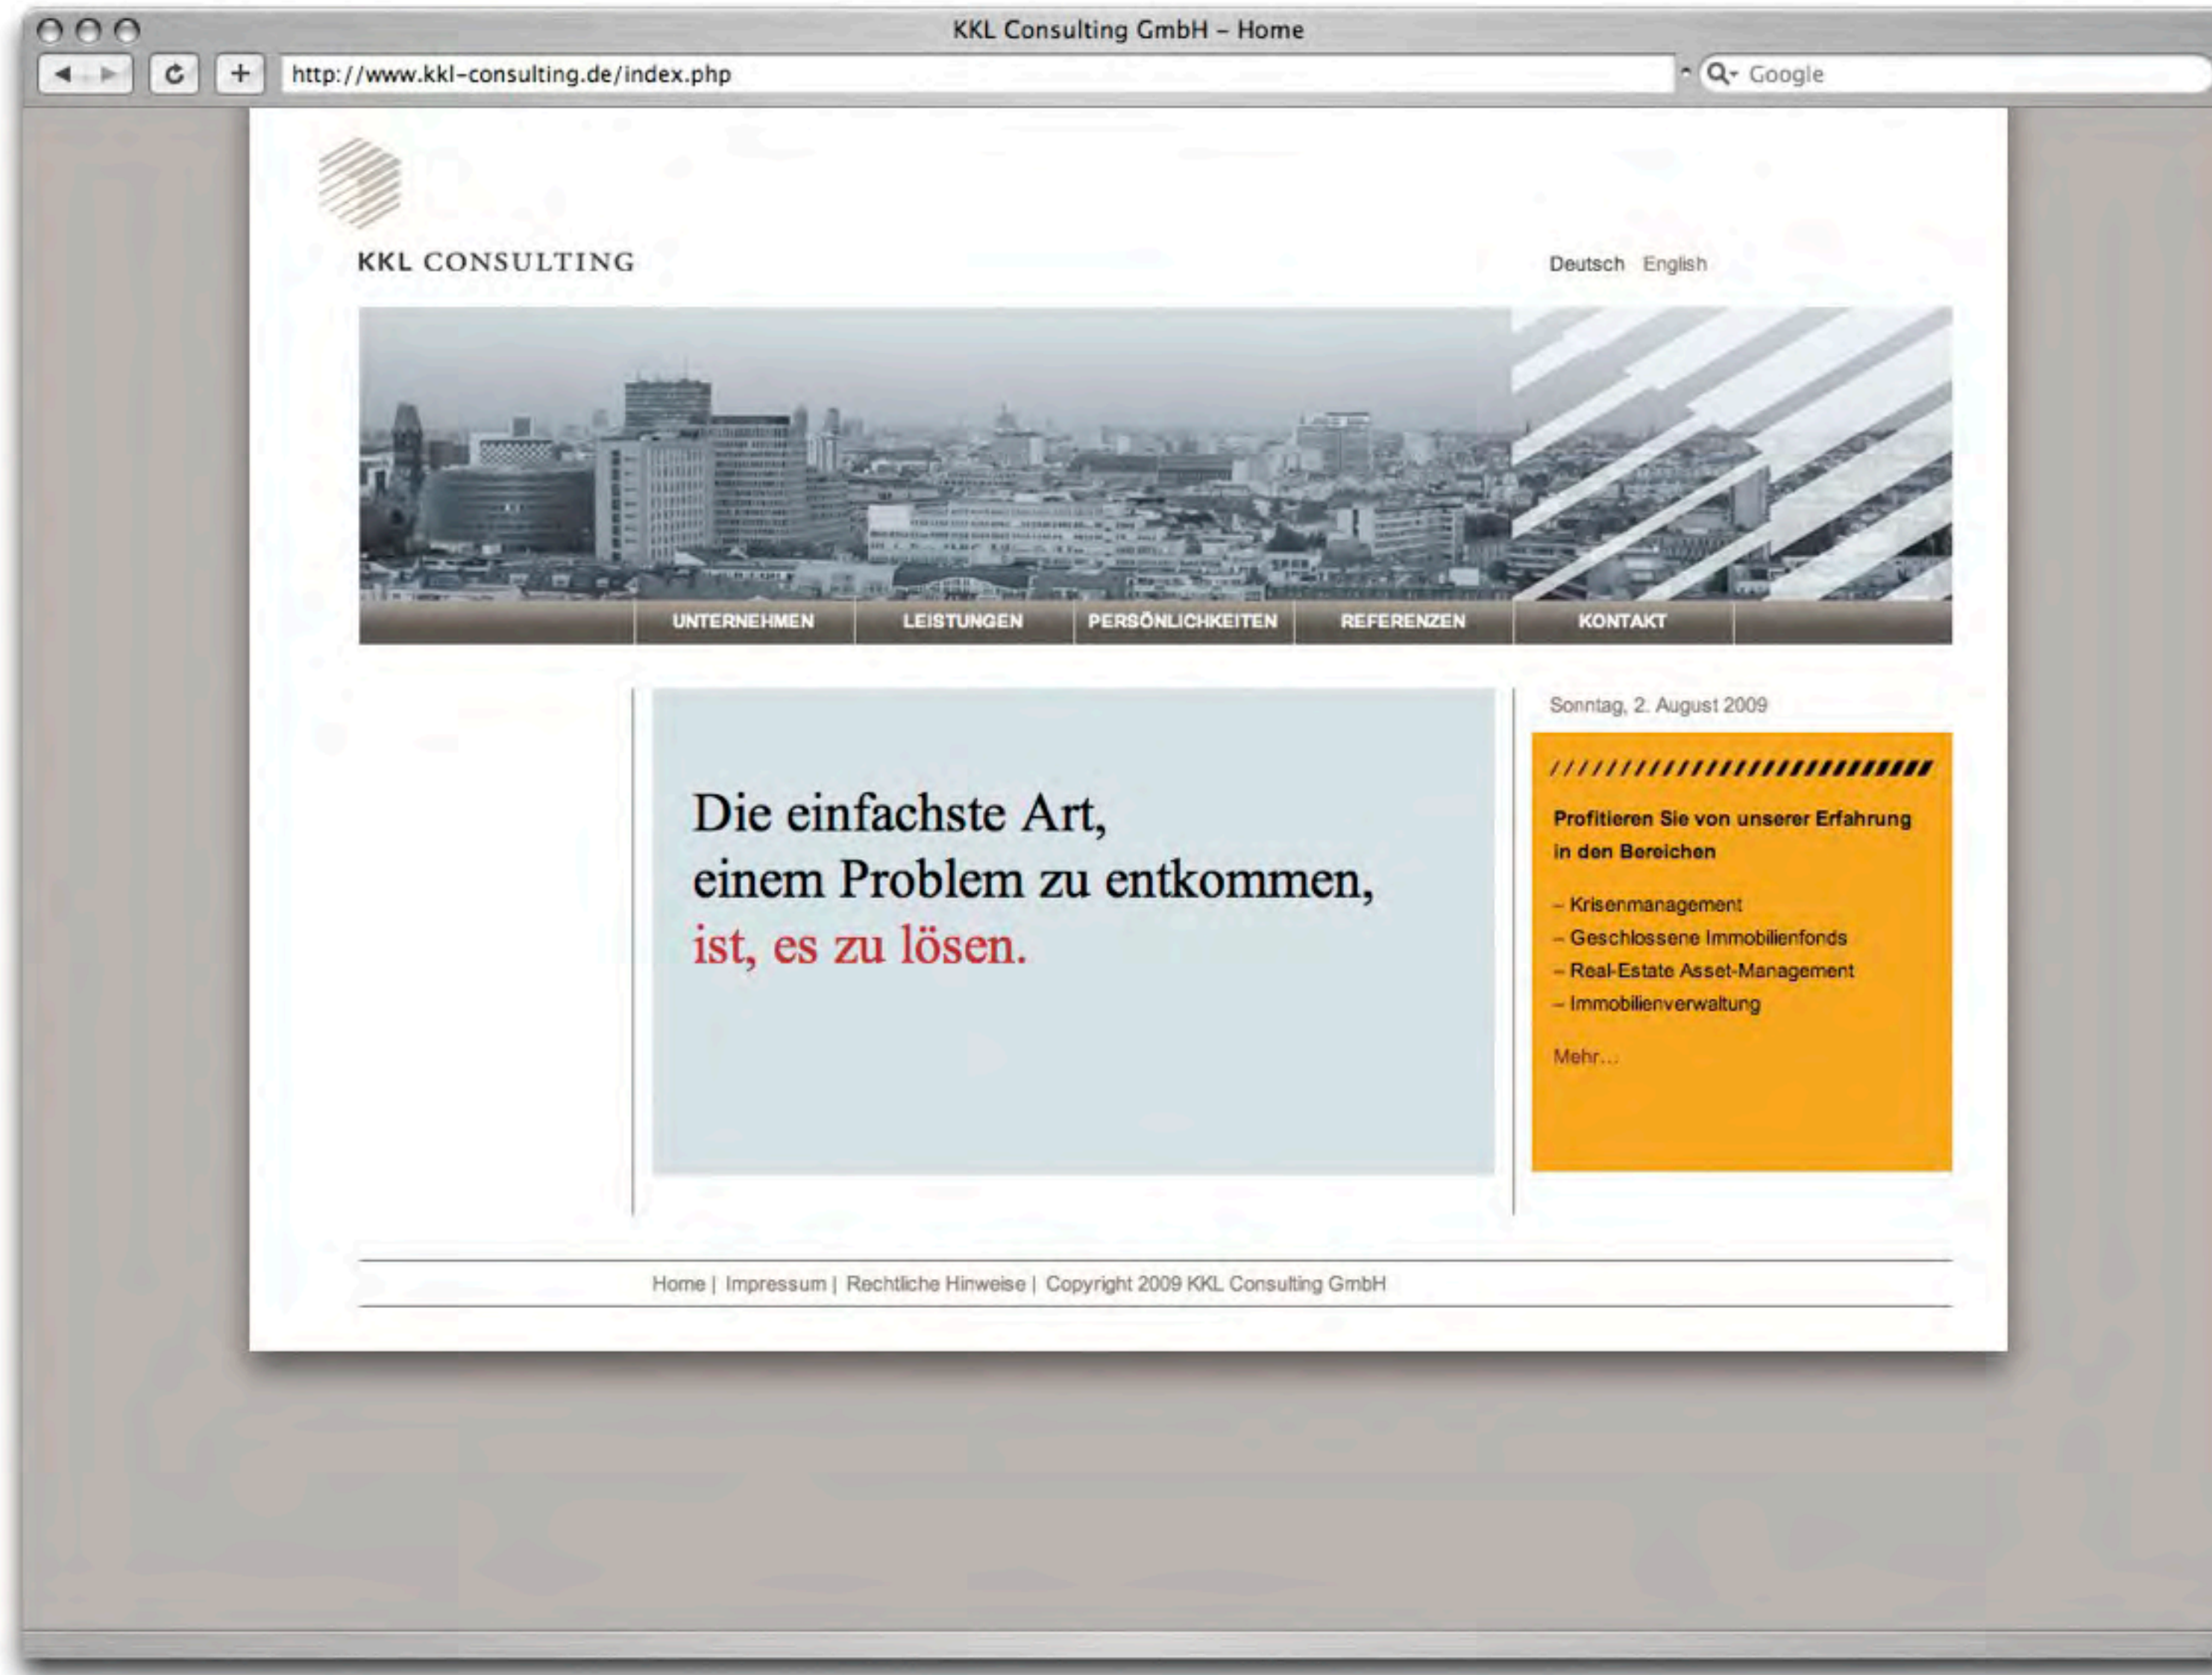 KKL Consulting GmbH – Home
http://www.kkl-consulting.de/index.php
Google
KKL CONSULTING
Deutsch English
UNTERNEHMEN LEISTUNGEN PERSÖNLICHKEITEN REFERENZEN KONTAKT
Die einfachste Art,
einem Problem zu entkommen,
ist, es zu lösen.
Sonntag, 2. August 2009
Profitieren Sie von unserer Erfahrung
in den Bereichen
– Krisenmanagement
– Geschlossene Immobilienfonds
– Real-Estate Asset-Management
– Immobilienverwaltung
Mehr...
Home | Impressum | Rechtliche Hinweise | Copyright 2009 KKL Consulting GmbH